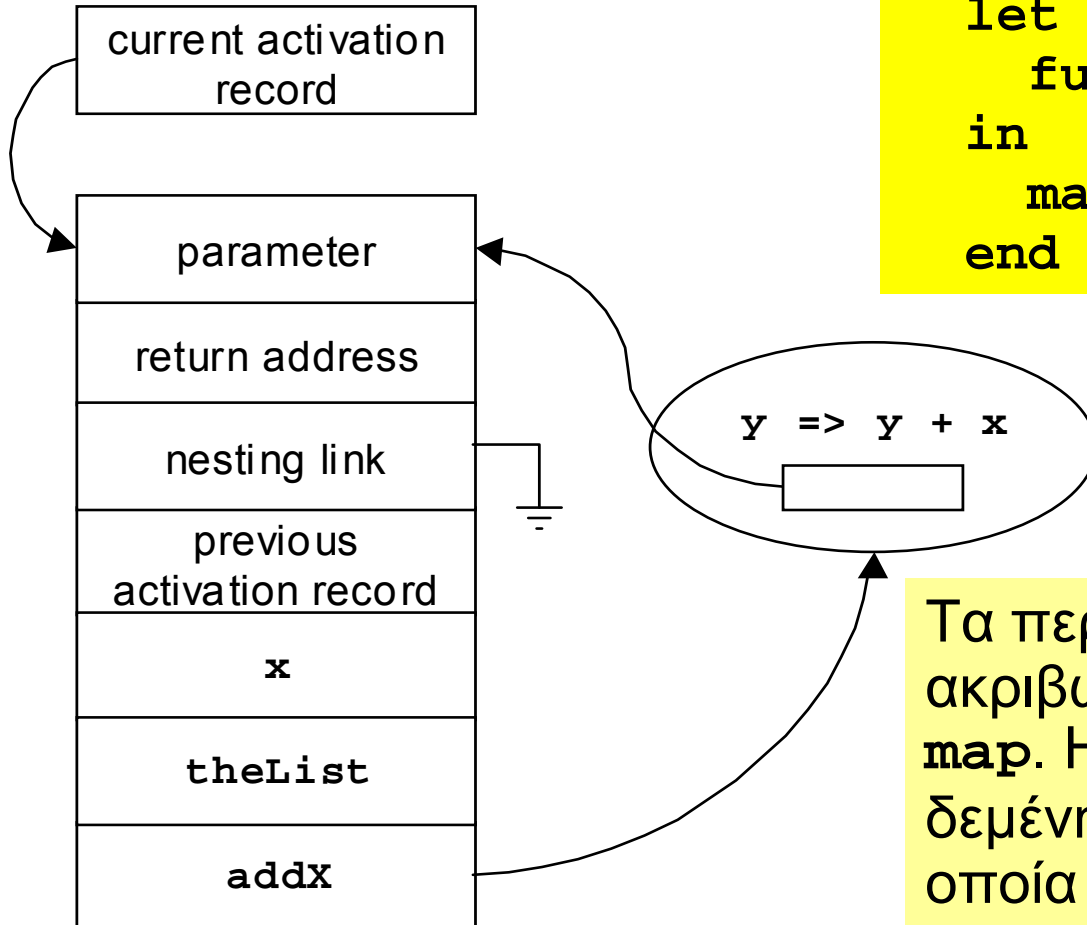 current activation
record
let
fu
in
ma
end
parameter
return address
nesting link
previous
activation record
x
theList
addX
y => y + x
Τα περ
ακριβώ
map. Η
δεμένη
οποία